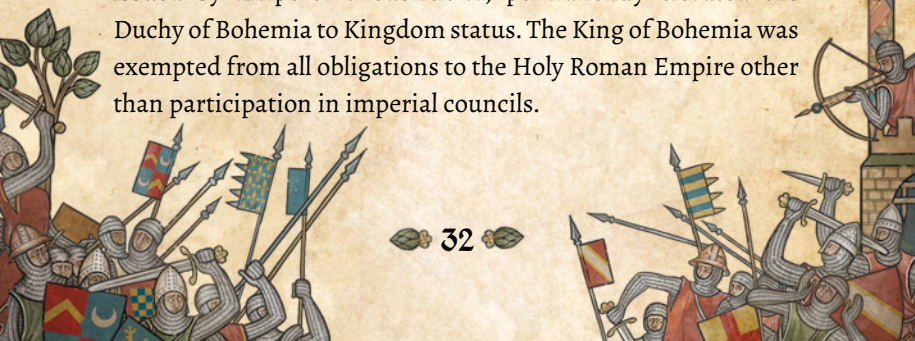 Duchy of Bohemia to Kingdom status. The King of Bohemia was
exempted from all obligations to the Holy Roman Empire other
than participation in imperial councils.
32